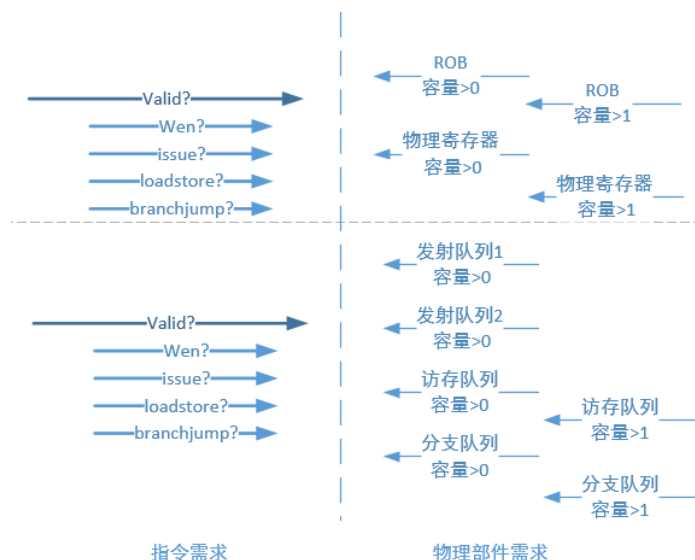 Valid?
Wen?
issue?
loadstore?
branchjump?
ROB
容量>0
ROB
容量>1
物理寄存器
容量>0
物理寄存器
容量>1
Valid?
Wen?
issue?
loadstore?
branchjump?
发射队列1
容量>0
发射队列2
容量>0
访存队列
容量>0
访存队列
容量>1
分支队列
容量>0
分支队列
容量>1
指令需求
物理部件需求